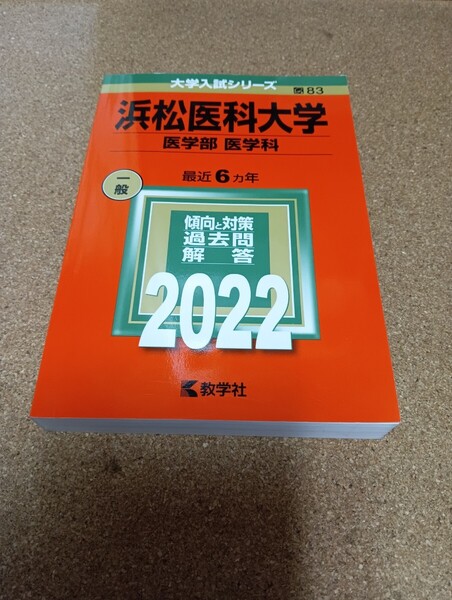 大学入試シリーズ
83
浜松医科大学
医学部 医学科
最近6カ年
一般
傾向と対策
過去問
解答
2022
教学社